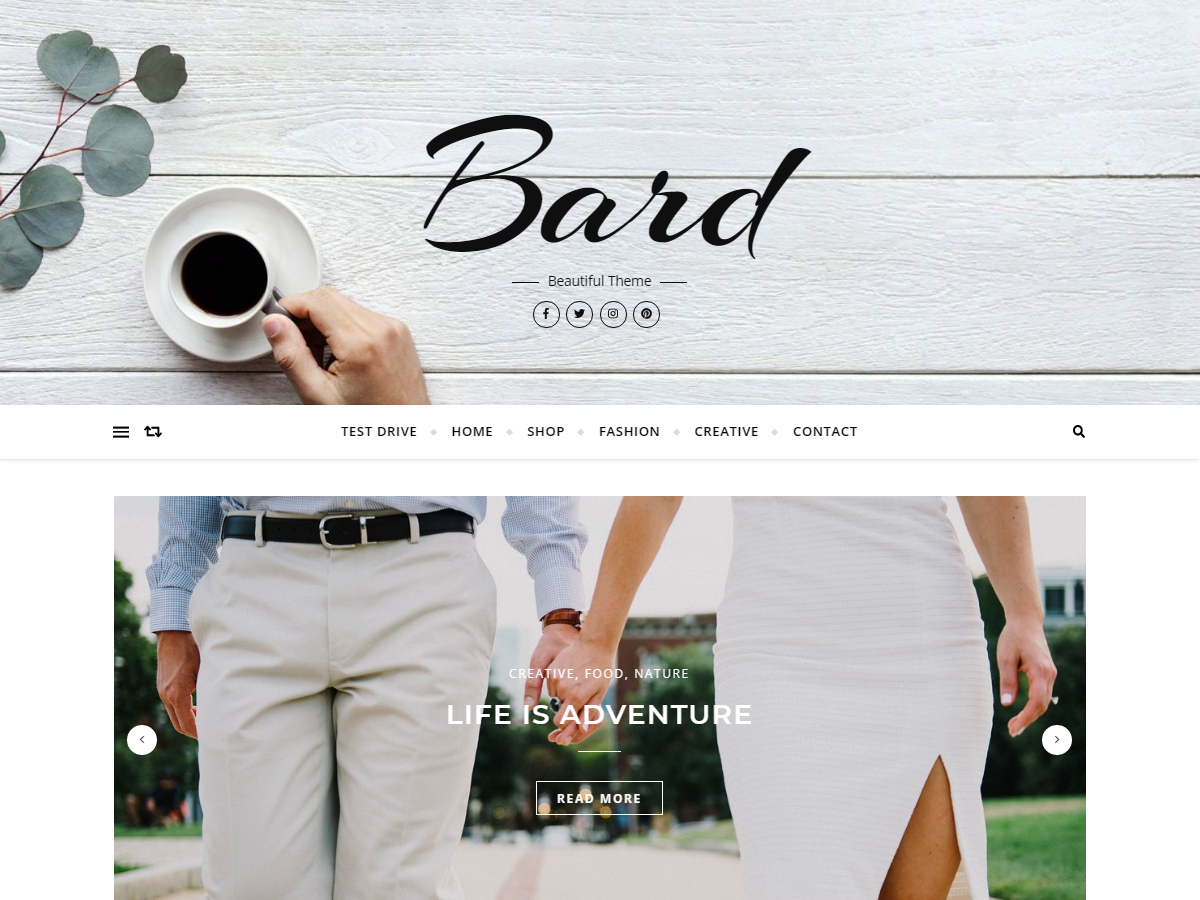 Bard
Beautiful Theme
TEST DRIVE HOME SHOP FASHION CREATIVE CONTACT
CREATIVE, FOOD, NATURE
LIFE IS ADVENTURE
READ MORE